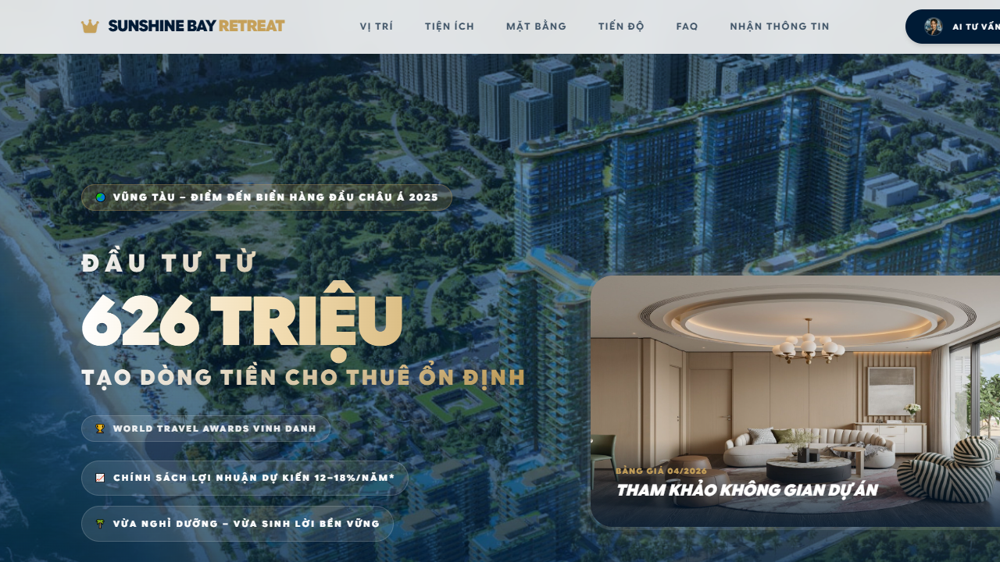 SUNSHINE BAY RETREAT
VỊ TRÍ
TIỆN ÍCH
MẶT BẰNG
TIẾN ĐỘ
FAQ
NHẬN THÔNG TIN
AI TƯ VẤN
VŨNG TÀU – ĐIỂM ĐẾN BIỂN HÀNG ĐẦU CHÂU Á 2025
ĐẦU TƯ TỪ
626 TRIỆU
TẠO DÒNG TIỀN CHO THUÊ ỔN ĐỊNH
WORLD TRAVEL AWARDS VINH DANH
CHÍNH SÁCH LỢI NHUẬN DỰ KIẾN 12–18%/NĂM*
VỪA NGHỈ DƯỠNG – VỪA SINH LỜI BỀN VỮNG
BẢNG GIÁ 04/2026
THAM KHẢO KHÔNG GIAN DỰ ÁN